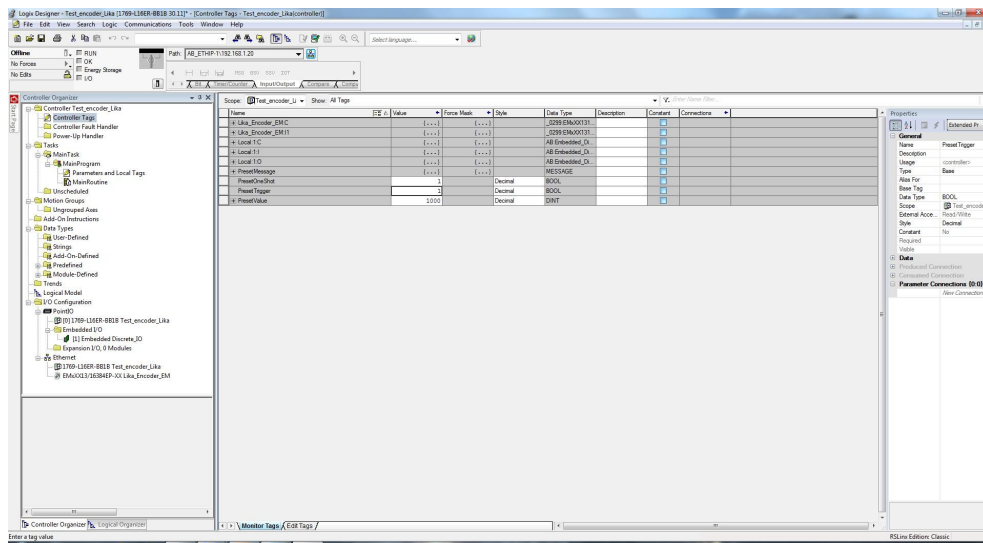 Logix Designer - Test_encoder_Lika [1769-L16ER-BB1B 30.11]* - [Controller Tags - Test_encoder_Lika(controller)]
File Edit View Search Logic Communications Tools Window Help
Select language...
Offline RUN Path: AB_ETHIP-1\192.168.1.20
No Forces OK
No Edits Energy Storage
I/O
Bit Timer/Counter Input/Output Compare
Controller Organizer
Start Page
Controller Test_encoder_Lika
Controller Tags
Controller Fault Handler
Power-Up Handler
Tasks
MainTask
MainProgram
Parameters and Local Tags
MainRoutine
Unscheduled
Motion Groups
Ungrouped Axes
Add-On Instructions
Data Types
User-Defined
Strings
Add-On-Defined
Predefined
Module-Defined
Trends
Logical Model
I/O Configuration
PointIO
[0] 1769-L16ER-BB1B Test_encoder_Lika
Embedded I/O
[1] Embedded Discrete_IO
Expansion I/O, 0 Modules
Ethernet
1769-L16ER-BB1B Test_encoder_Lika
EMxXX13/16384EP-XX Lika_Encoder_EM
Controller Organizer Logical Organizer
Scope: Test_encoder_Li Show: All Tags Enter Name Filter...
Name Value Force Mask Style Data Type Description Constant Connections
+ Lika_Encoder_EM:C {...} {...} _0299:EMxXX131...
+ Lika_Encoder_EM:I1 {...} {...} _0299:EMxXX131...
+ Local:1:C {...} {...} AB:Embedded_Di...
+ Local:1:I {...} {...} AB:Embedded_Di...
+ Local:1:O {...} {...} AB:Embedded_Di...
+ PresetMessage {...} {...} MESSAGE
PresetOneShot 1 Decimal BOOL
PresetTrigger 1 Decimal BOOL
+ PresetValue 1000 Decimal DINT
Monitor Tags Edit Tags
Properties
Extended Pr
General
Name PresetTrigger
Description
Usage <controller>
Type Base
Alias For
Base Tag
Data Type BOOL
Scope Test_encode
External Acce... Read/Write
Style Decimal
Constant No
Required
Visible
Data
Produced Connection
Consumed Connection
Parameter Connections {0:0}
New Connection
Enter a tag value
RSLinx Edition: Classic